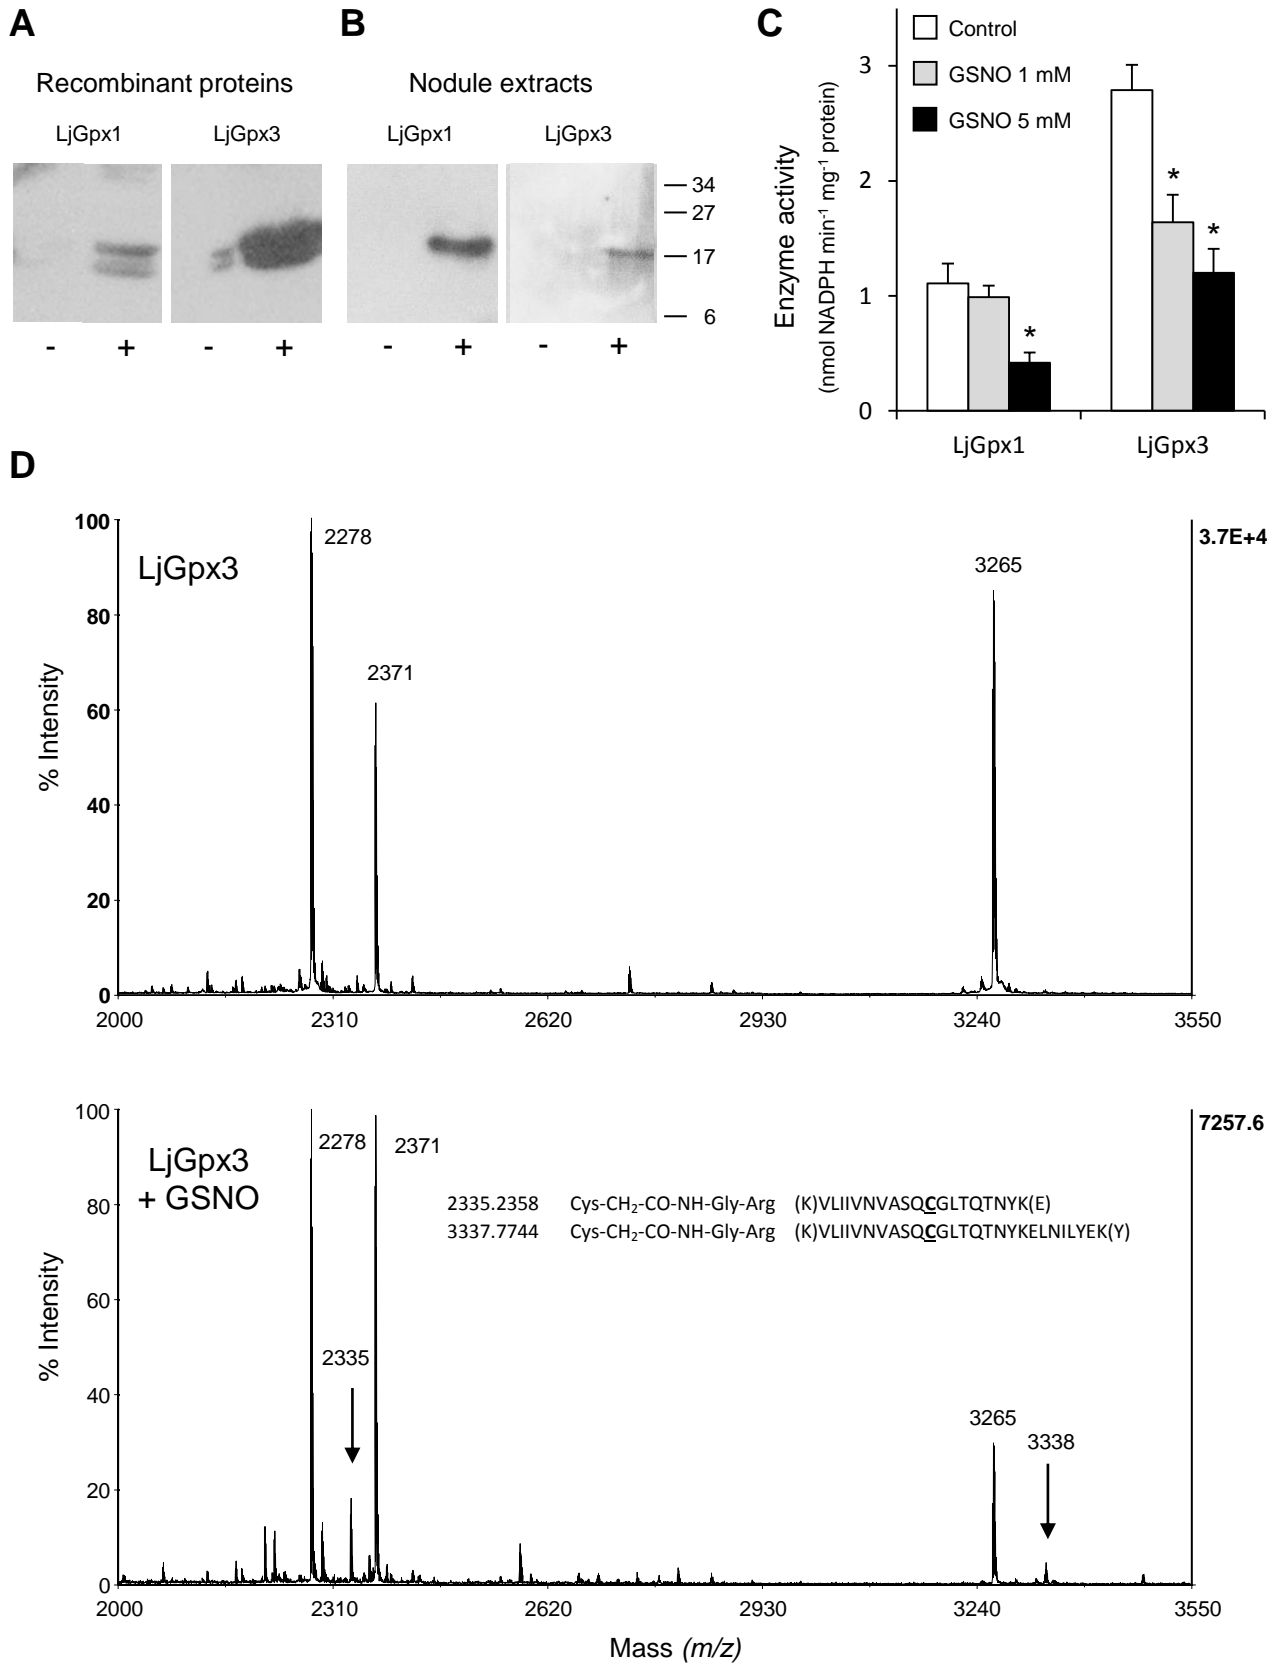 A
B
C
Recombinant proteins
Nodule extracts
LjGpx1
LjGpx3
LjGpx1
LjGpx3
34
27
17
6
- + - + - + - +
Control
GSNO 1 mM
GSNO 5 mM
Enzyme activity
(nmol NADPH min⁻¹ mg⁻¹ protein)
3
2
1
0
*
*
*
LjGpx1
LjGpx3
D
LjGpx3
% Intensity
100
80
60
40
20
0
2278
2371
3265
3.7E+4
2000 2310 2620 2930 3240 3550
LjGpx3
+ GSNO
% Intensity
100
80
60
40
20
0
2278
2371
2335
3265
3338
7257.6
2335.2358 Cys-CH₂-CO-NH-Gly-Arg (K)VLIIVNVASQCGLTQTNYK(E)
3337.7744 Cys-CH₂-CO-NH-Gly-Arg (K)VLIIVNVASQCGLTQTNYKELNILYEK(Y)
2000 2310 2620 2930 3240 3550
Mass (m/z)